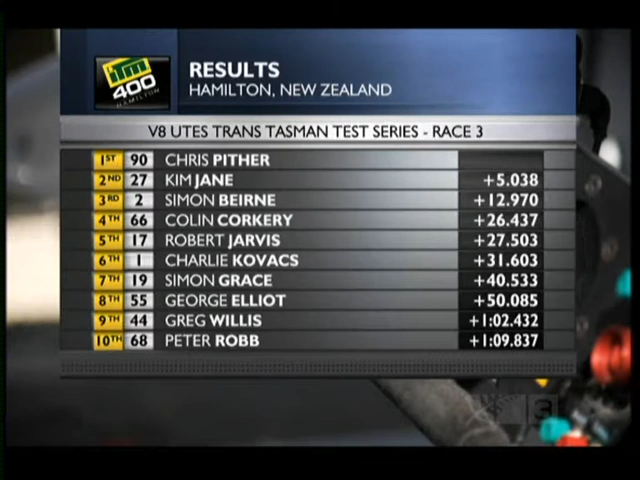 itm
400
HAMILTON
RESULTS
HAMILTON, NEW ZEALAND
V8 UTES TRANS TASMAN TEST SERIES - RACE 3
1ST 90 CHRIS PITHER
2ND 27 KIM JANE +5.038
3RD 2 SIMON BEIRNE +12.970
4TH 66 COLIN CORKERY +26.437
5TH 17 ROBERT JARVIS +27.503
6TH 1 CHARLIE KOVACS +31.603
7TH 19 SIMON GRACE +40.533
8TH 55 GEORGE ELLIOT +50.085
9TH 44 GREG WILLIS +1:02.432
10TH 68 PETER ROBB +1:09.837
3